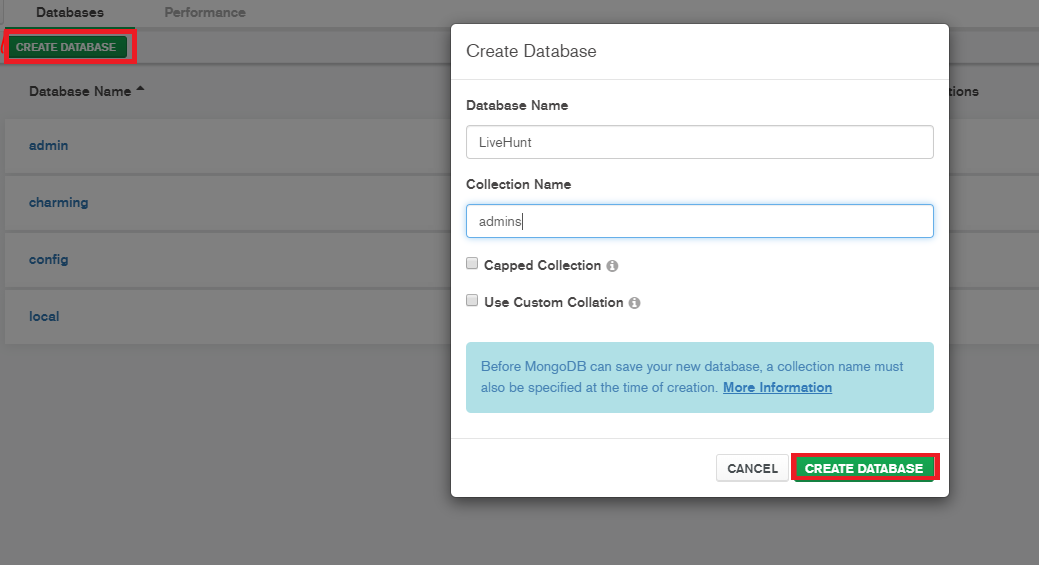 Databases
Performance
CREATE DATABASE
Database Name
tions
admin
charming
config
local
Create Database
Database Name
LiveHunt
Collection Name
admins
Capped Collection
Use Custom Collation
Before MongoDB can save your new database, a collection name must
also be specified at the time of creation. More Information
CANCEL
CREATE DATABASE